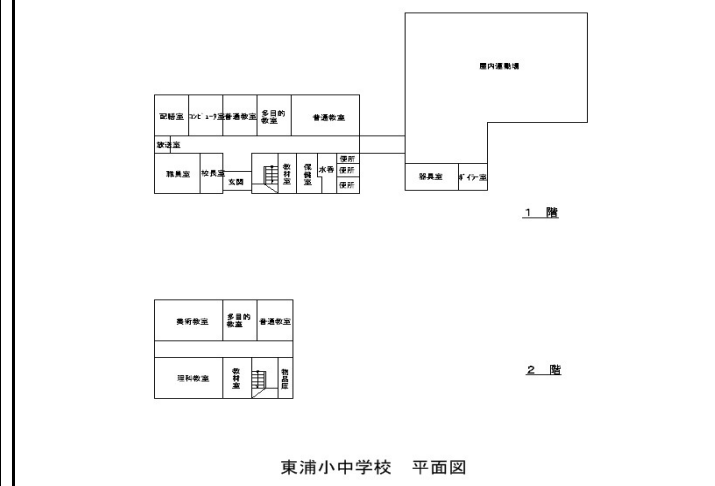 屋内運動場
配膳室
コンピュータ室
普通教室
多目的
教室
普通教室
放送室
職員室
校長室
玄関
教材室
保健室
水呑
便所
便所
便所
器具室
ボイラー室
1 階
美術教室
多目的
教室
普通教室
理科教室
教材室
物品庫
2 階
東浦小中学校 平面図